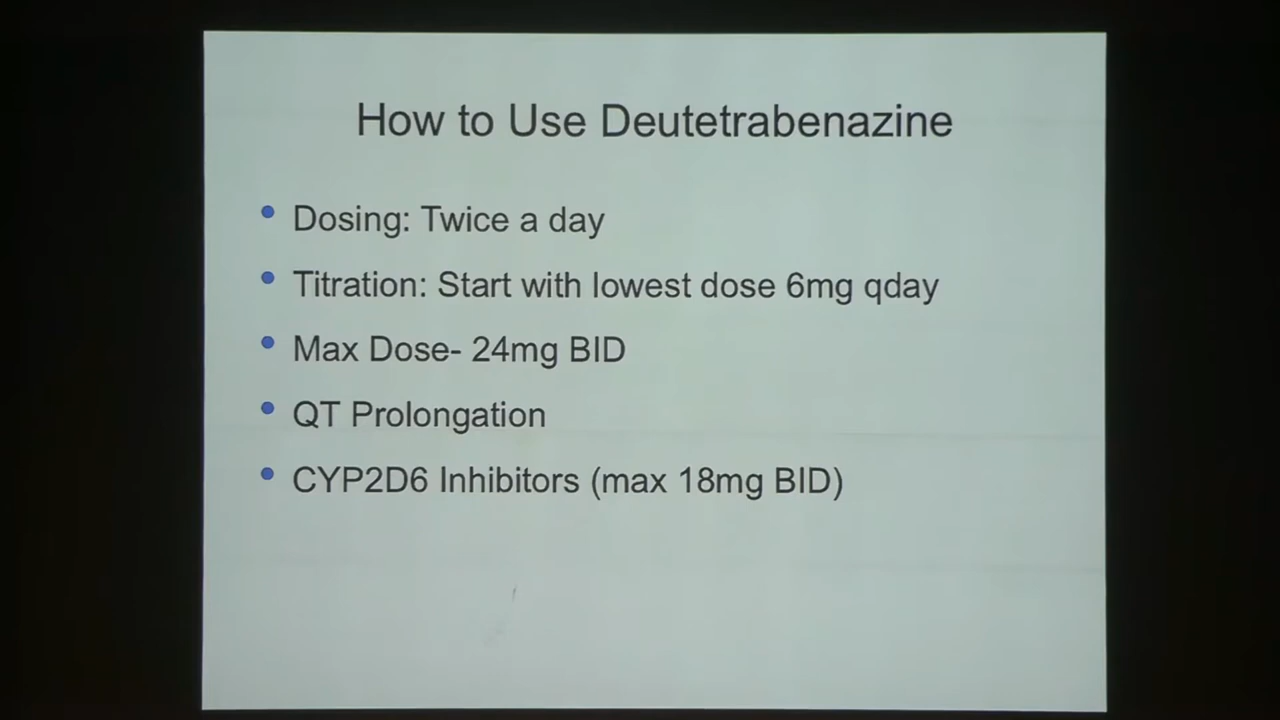 How to Use Deutetrabenazine
• Dosing: Twice a day
• Titration: Start with lowest dose 6mg qday
• Max Dose- 24mg BID
• QT Prolongation
• CYP2D6 Inhibitors (max 18mg BID)